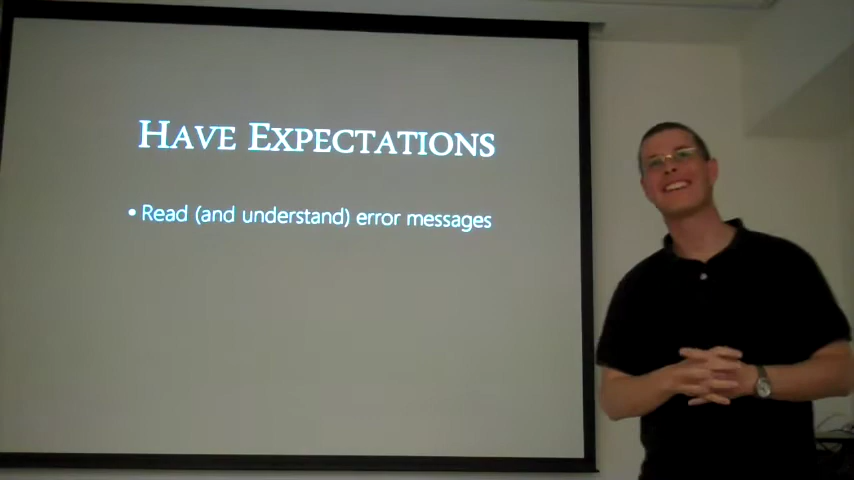 HAVE EXPECTATIONS
• Read (and understand) error messages